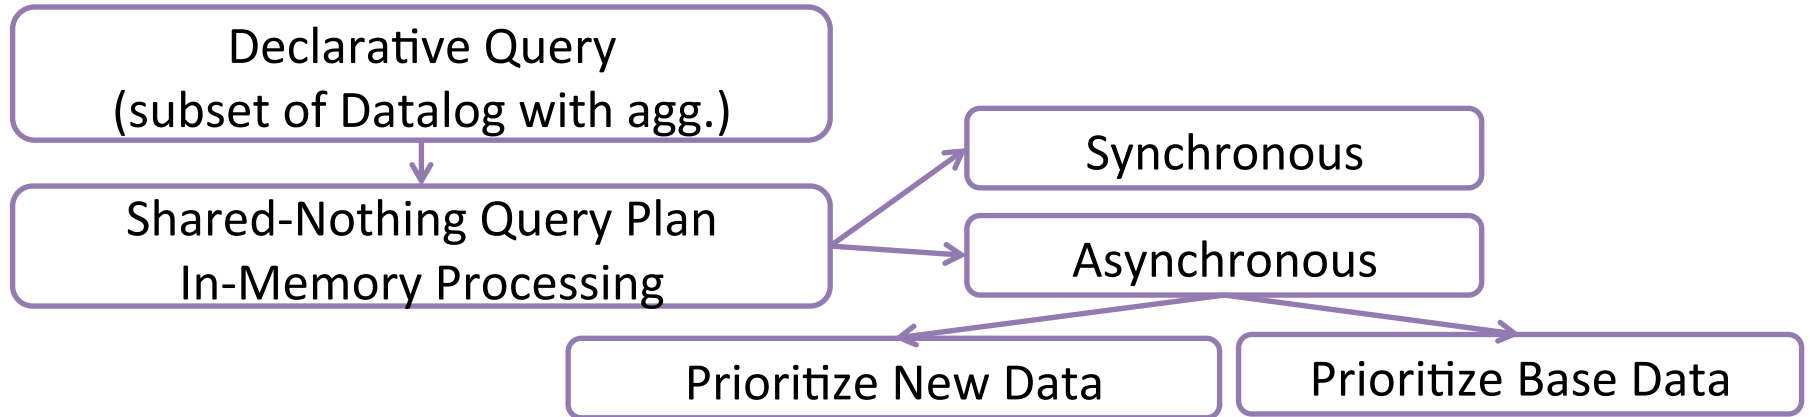 Declarative Query
(subset of Datalog with agg.)
Shared-Nothing Query Plan
In-Memory Processing
Synchronous
Asynchronous
Prioritize New Data
Prioritize Base Data